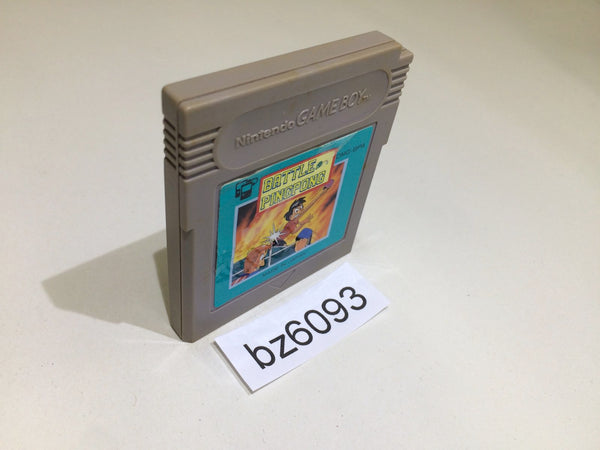 Nintendo GAME BOY
BATTLE
PINGPONG
bz6093